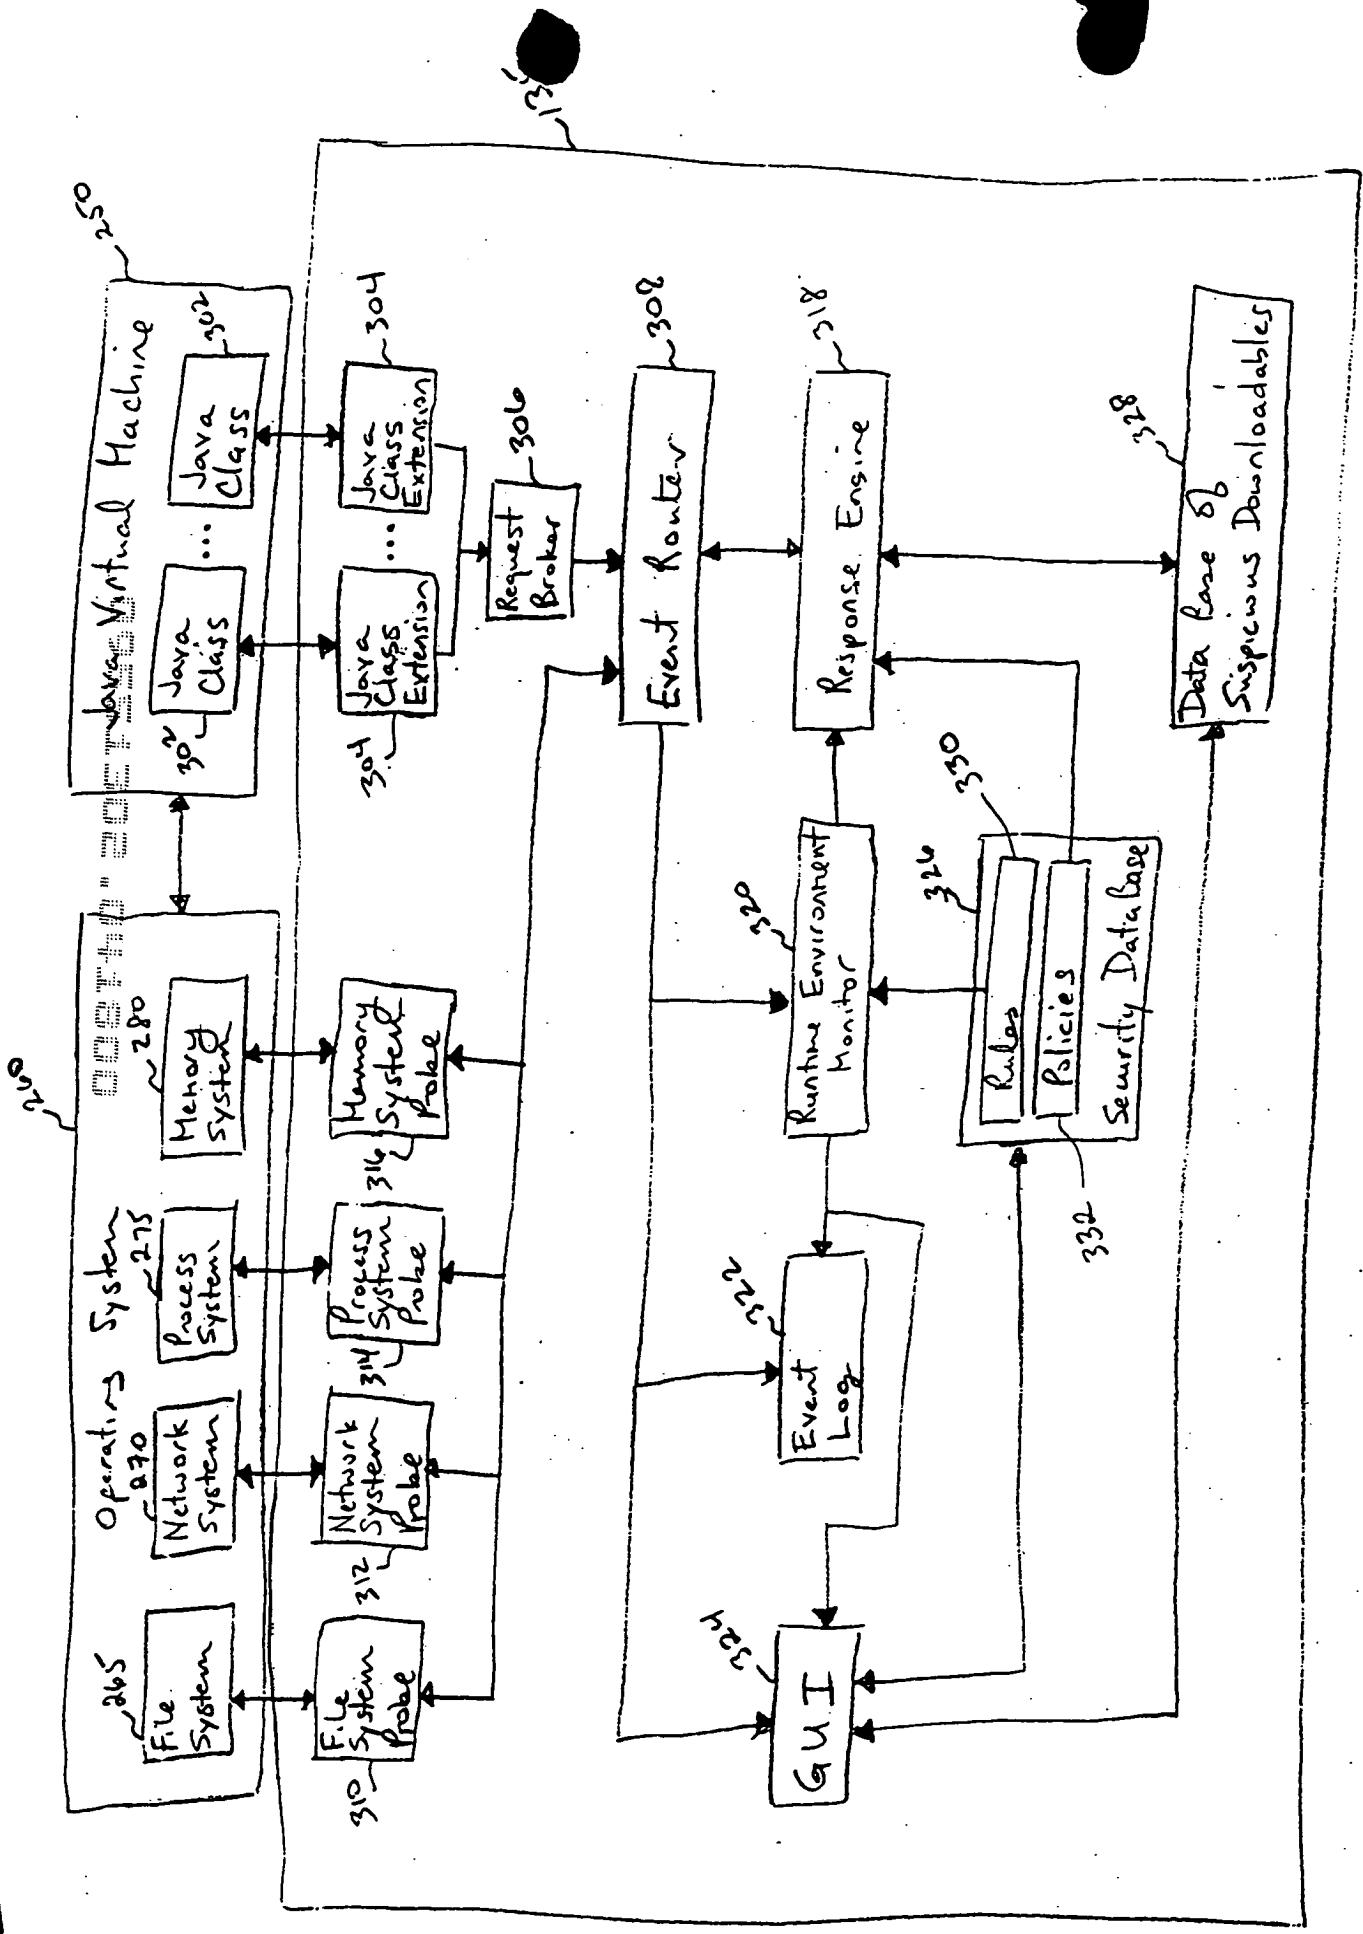 260
Operating System
265
File
System
270
Network
System
275
Process
System
280
Memory
System
250
Java Virtual Machine
302
Java
Class
...
302
Java
Class
310
File
System
Probe
312
Network
System
Probe
314
Process
System
Probe
316
Memory
System
Probe
304
Java
Class
Extension
...
304
Java
Class
Extension
306
Request
Broker
308
Event Router
324
GUI
322
Event
Log
320
Runtime Environment
Monitor
318
Response Engine
326
330
Rules
332
Policies
Security Data Base
328
Data Base of
Suspicious Downloadables